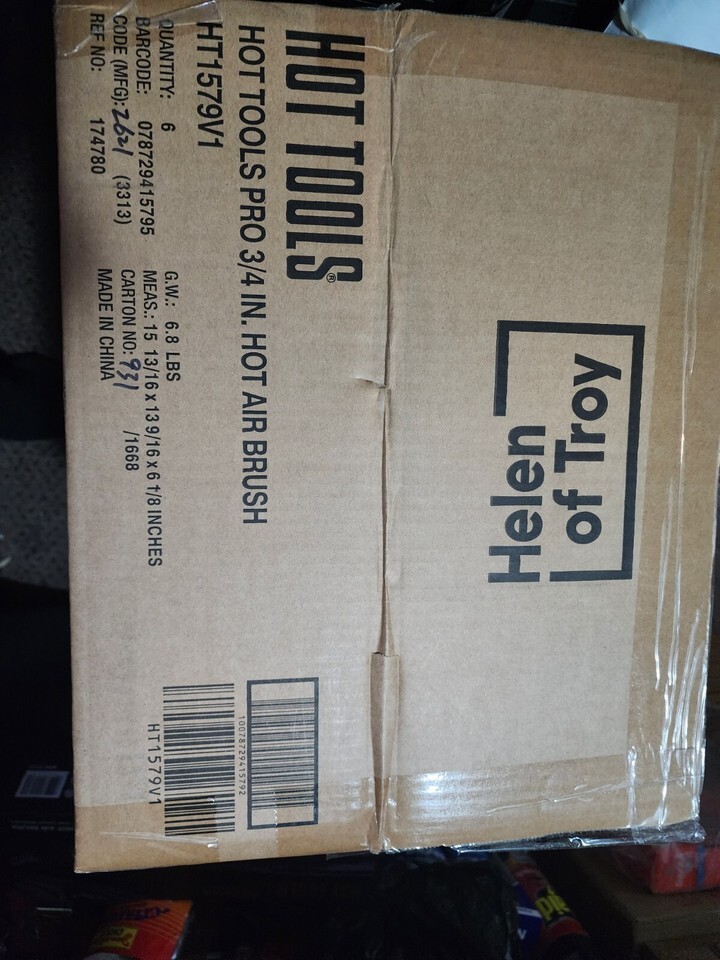 Helen
of Troy
HOT TOOLS®
HOT TOOLS PRO 3/4 IN. HOT AIR BRUSH
HT1579V1
QUANTITY: 6
BARCODE: 078729415795
CODE (MFG): 2621 (3313)
REF NO: 174780
G.W.: 6.8 LBS
MEAS.: 15 13/16 x 13 9/16 x 6 1/8 INCHES
CARTON NO: 931 /1668
MADE IN CHINA
10078729415792
HT1579V1